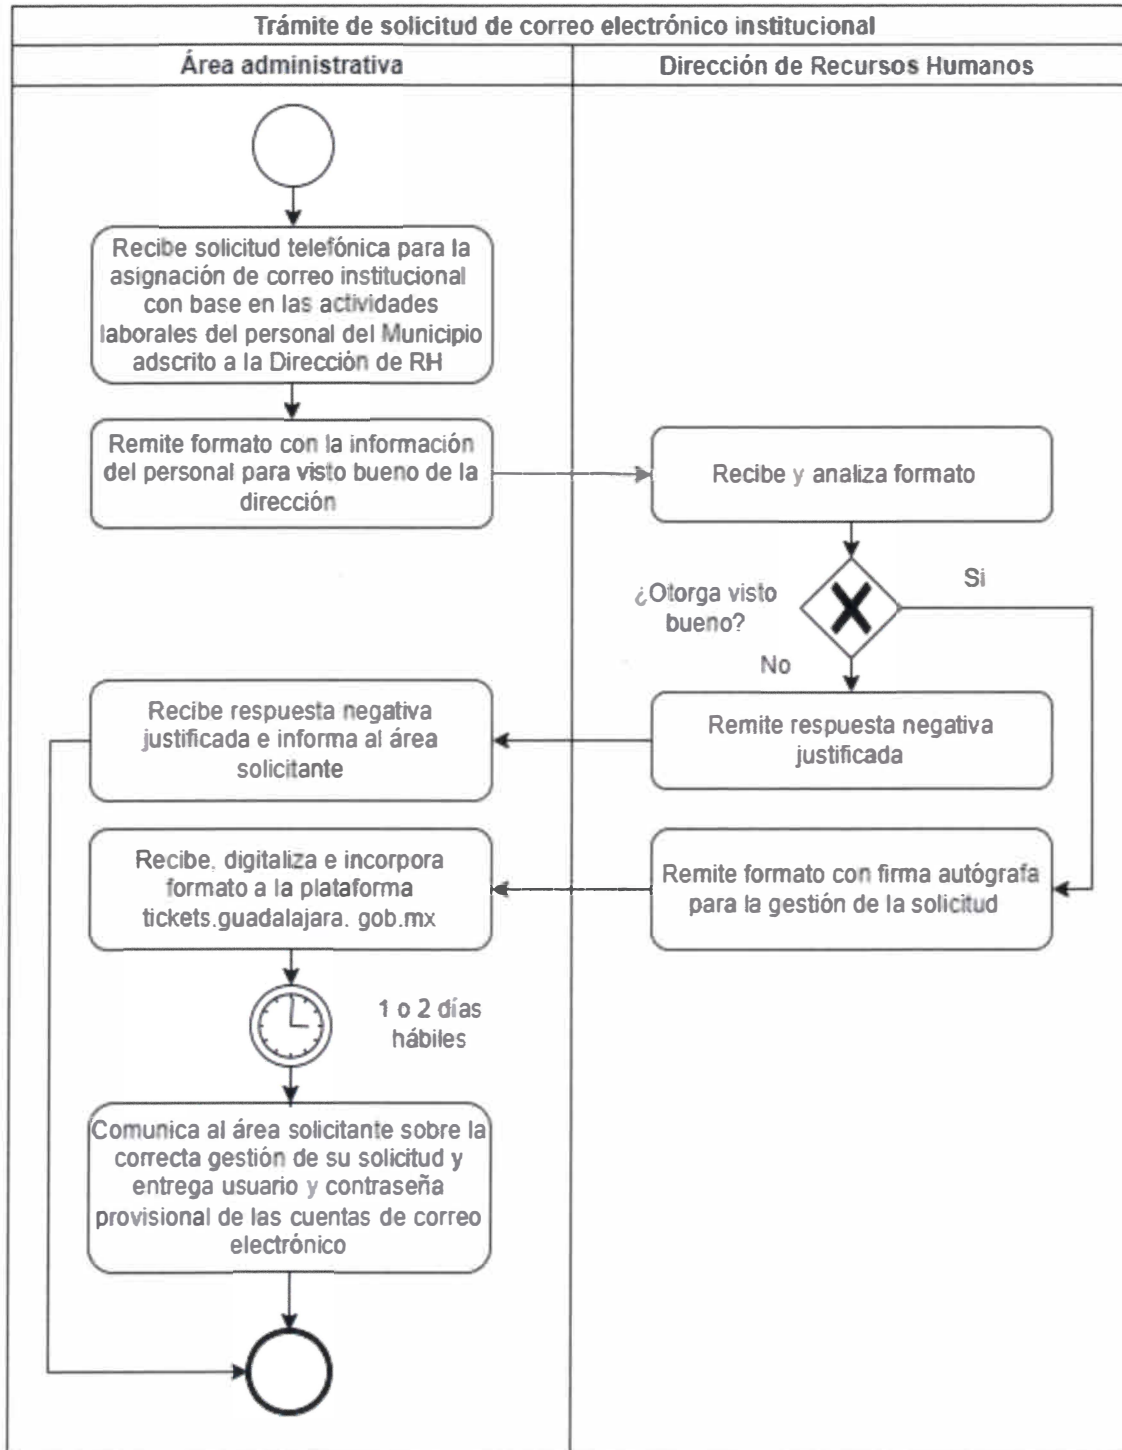 Trámite de solicitud de correo electrónico institucional
Área administrativa
Dirección de Recursos Humanos
Recibe solicitud telefónica para la
asignación de correo institucional
con base en las actividades
laborales del personal del Municipio
adscrito a la Dirección de RH
Remite formato con la información
del personal para visto bueno de la
dirección
Recibe y analiza formato
¿Otorga visto
bueno?
Si
No
Recibe respuesta negativa
justificada e informa al área
solicitante
Remite respuesta negativa
justificada
Recibe. digitaliza e incorpora
formato a la plataforma
tickets.guadalajara. gob.mx
Remite formato con firma autógrafa
para la gestión de la solicitud
1 o 2 días
hábiles
Comunica al área solicitante sobre la
correcta gestión de su solicitud y
entrega usuario y contraseña
provisional de las cuentas de correo
electrónico